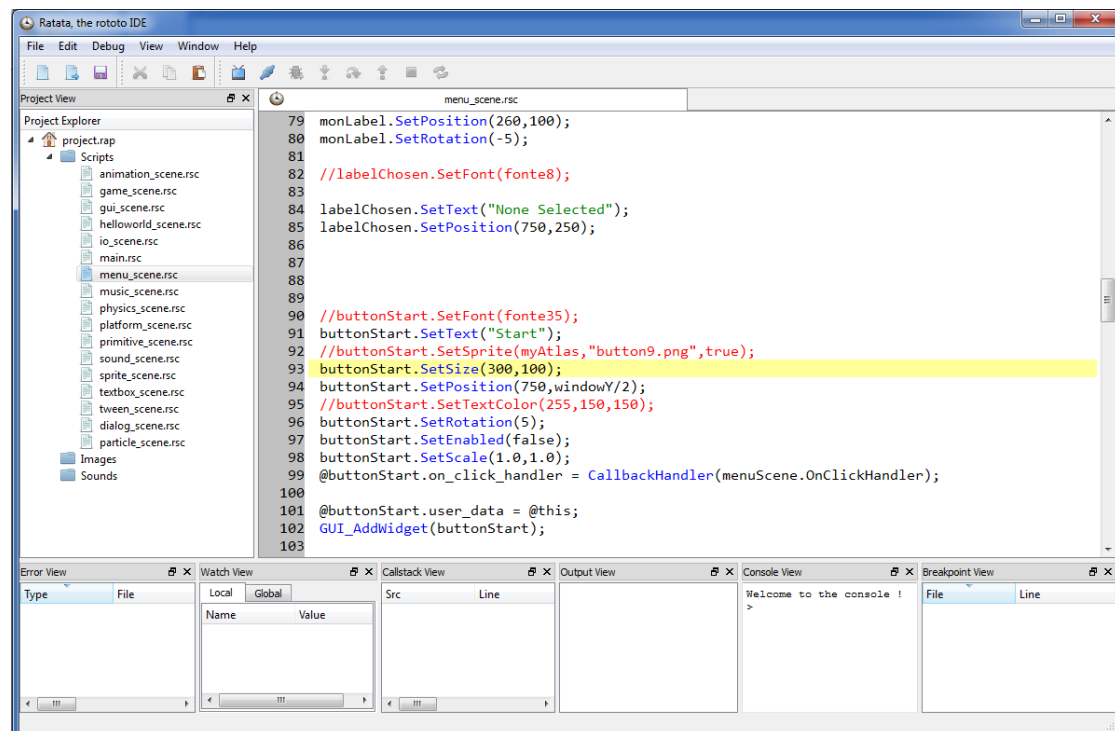 Ratata, the rototo IDE
File Edit Debug View Window Help
Project View
menu_scene.rsc
Project Explorer
project.rap
Scripts
animation_scene.rsc
game_scene.rsc
gui_scene.rsc
helloworld_scene.rsc
io_scene.rsc
main.rsc
menu_scene.rsc
music_scene.rsc
physics_scene.rsc
platform_scene.rsc
primitive_scene.rsc
sound_scene.rsc
sprite_scene.rsc
textbox_scene.rsc
tween_scene.rsc
dialog_scene.rsc
particle_scene.rsc
Images
Sounds
79 monLabel.SetPosition(260,100);
80 monLabel.SetRotation(-5);
81
82 //labelChosen.SetFont(fonte8);
83
84 labelChosen.SetText("None Selected");
85 labelChosen.SetPosition(750,250);
86
87
88
89
90 //buttonStart.SetFont(fonte35);
91 buttonStart.SetText("Start");
92 //buttonStart.SetSprite(myAtlas,"button9.png",true);
93 buttonStart.SetSize(300,100);
94 buttonStart.SetPosition(750,windowY/2);
95 //buttonStart.SetTextColor(255,150,150);
96 buttonStart.SetRotation(5);
97 buttonStart.SetEnabled(false);
98 buttonStart.SetScale(1.0,1.0);
99 @buttonStart.on_click_handler = CallbackHandler(menuScene.OnClickHandler);
100
101 @buttonStart.user_data = @this;
102 GUI_AddWidget(buttonStart);
103
Error View
Type File
Watch View
Local Global
Name Value
Callstack View
Src Line
Output View
Console View
Welcome to the console !
>
Breakpoint View
File Line